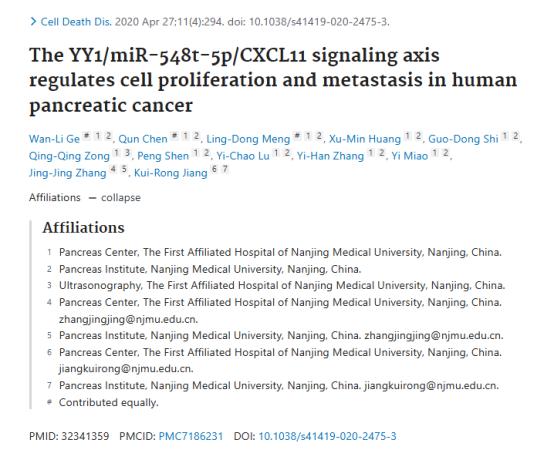 > Cell Death Dis. 2020 Apr 27;11(4):294. doi: 10.1038/s41419-020-2475-3.
The YY1/miR-548t-5p/CXCL11 signaling axis
regulates cell proliferation and metastasis in human
pancreatic cancer
Wan-Li Ge # 1 2, Qun Chen # 1 2, Ling-Dong Meng # 1 2, Xu-Min Huang 1 2, Guo-Dong Shi 1 2,
Qing-Qing Zong 1 3, Peng Shen 1 2, Yi-Chao Lu 1 2, Yi-Han Zhang 1 2, Yi Miao 1 2,
Jing-Jing Zhang 4 5, Kui-Rong Jiang 6 7
Affiliations — collapse
Affiliations
1 Pancreas Center, The First Affiliated Hospital of Nanjing Medical University, Nanjing, China.
2 Pancreas Institute, Nanjing Medical University, Nanjing, China.
3 Ultrasonography, The First Affiliated Hospital of Nanjing Medical University, Nanjing, China.
4 Pancreas Center, The First Affiliated Hospital of Nanjing Medical University, Nanjing, China.
zhangjingjing@njmu.edu.cn.
5 Pancreas Institute, Nanjing Medical University, Nanjing, China. zhangjingjing@njmu.edu.cn.
6 Pancreas Center, The First Affiliated Hospital of Nanjing Medical University, Nanjing, China.
jiangkuirong@njmu.edu.cn.
7 Pancreas Institute, Nanjing Medical University, Nanjing, China. jiangkuirong@njmu.edu.cn.
# Contributed equally.
PMID: 32341359 PMCID: PMC7186231 DOI: 10.1038/s41419-020-2475-3